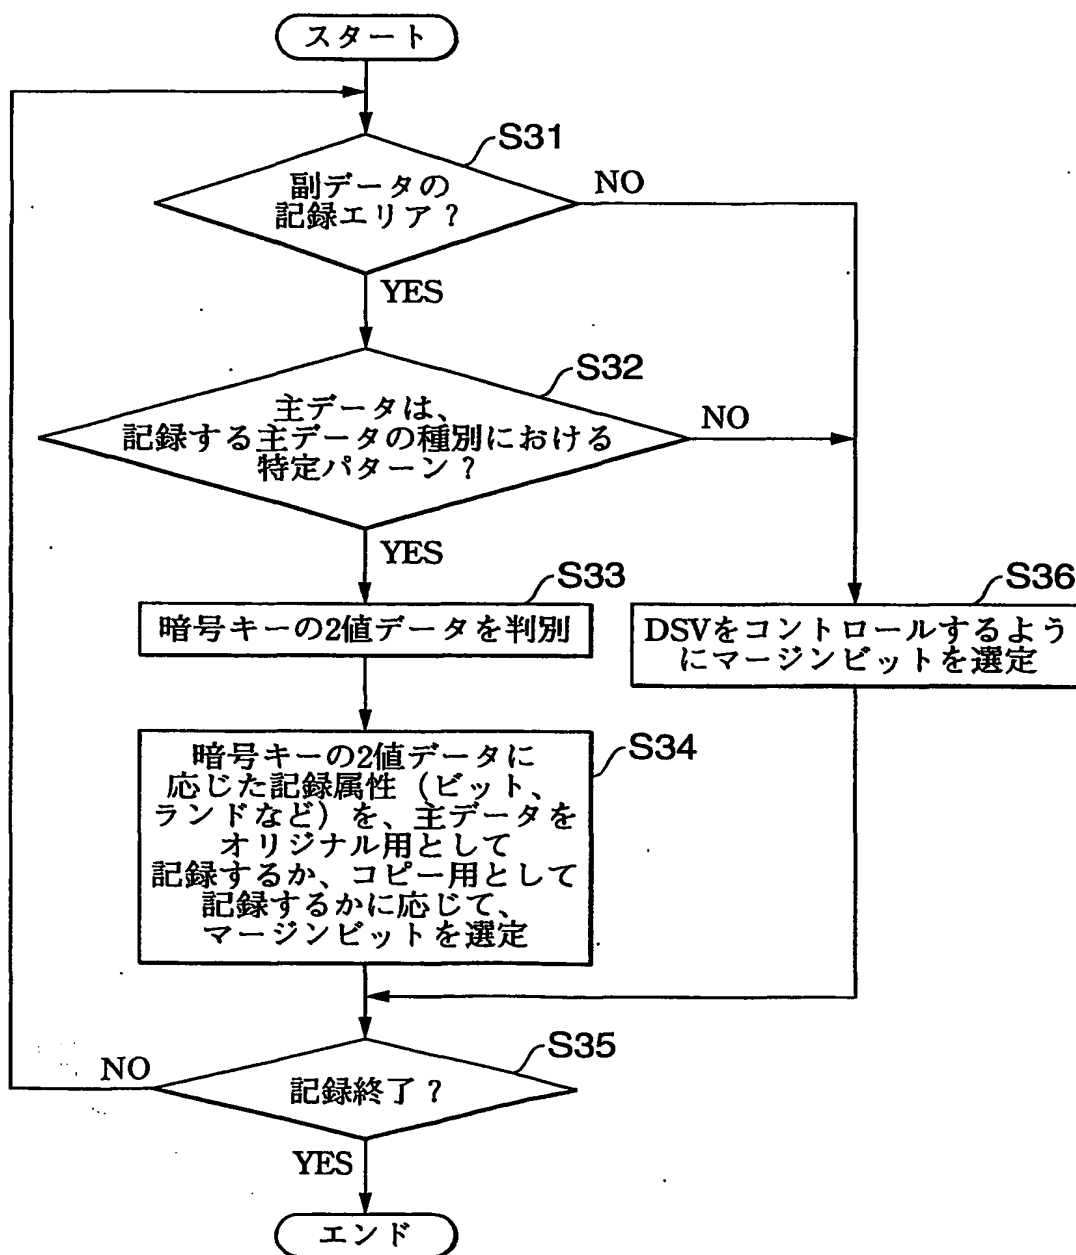 スタート
S31
副データの
記録エリア？
NO
YES
S32
主データは、
記録する主データの種別における
特定パターン？
NO
YES
S33
暗号キーの2値データを判別
S36
DSVをコントロールするよう
にマージンビットを選定
S34
暗号キーの2値データに
応じた記録属性（ピット、
ランドなど）を、主データを
オリジナル用として
記録するか、コピー用として
記録するかに応じて、
マージンビットを選定
S35
記録終了？
NO
YES
エンド